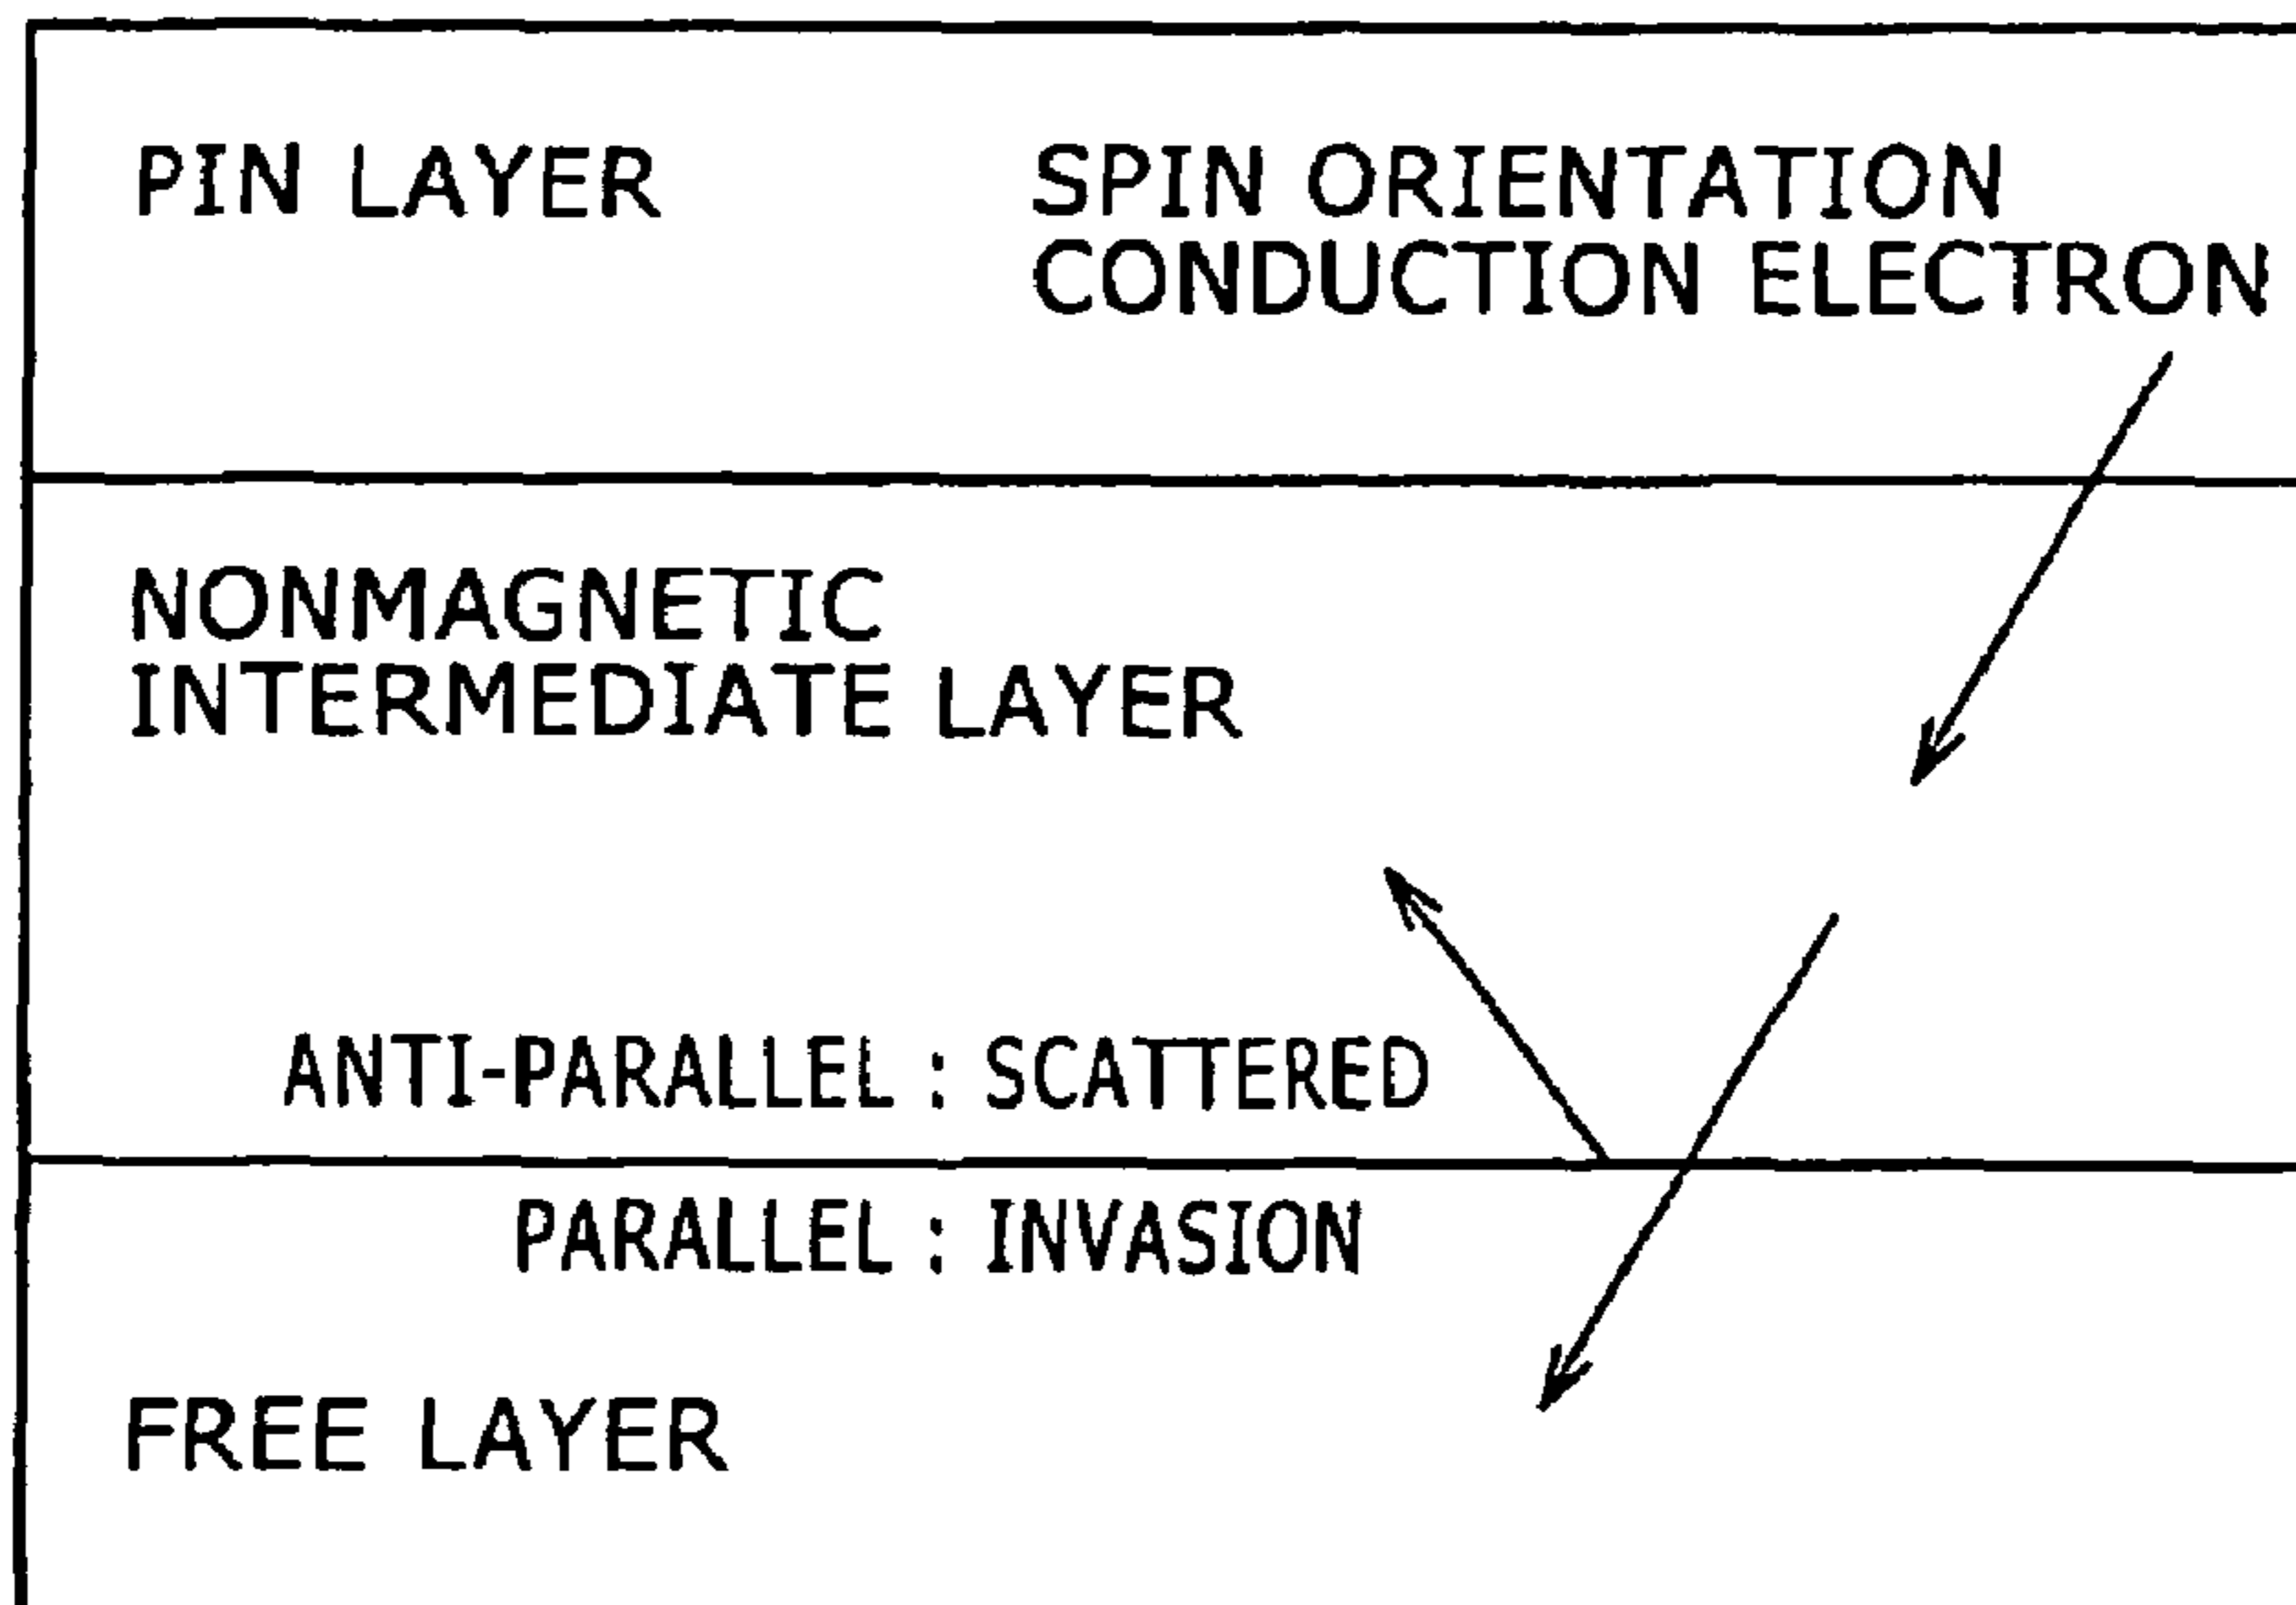 PIN LAYER
SPIN ORIENTATION
CONDUCTION ELECTRON
NONMAGNETIC
INTERMEDIATE LAYER
ANTI-PARALLEL : SCATTERED
PARALLEL : INVASION
FREE LAYER